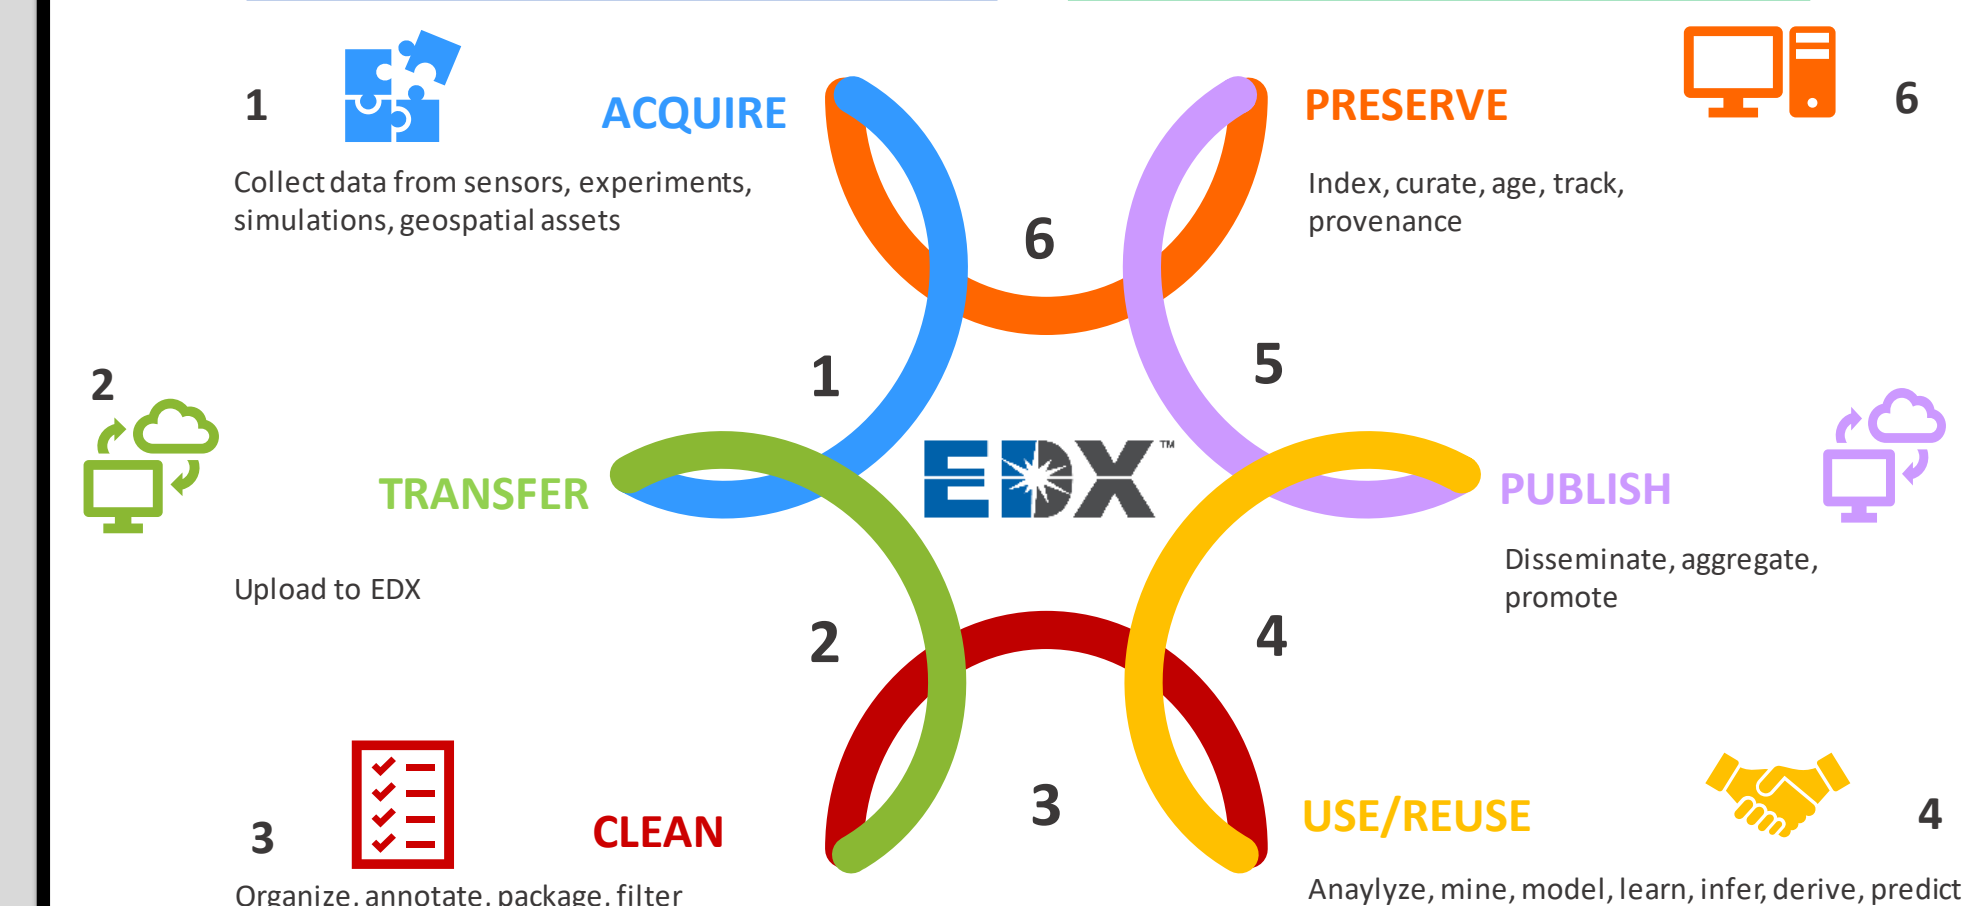 1
ACQUIRE
Collect data from sensors, experiments,
simulations, geospatial assets
PRESERVE
6
Index, curate, age, track,
provenance
6
1
5
2
TRANSFER
Upload to EDX
EDX™
PUBLISH
Disseminate, aggregate,
promote
2
4
3
3
CLEAN
Organize, annotate, package, filter
USE/REUSE
4
Anaylyze, mine, model, learn, infer, derive, predict